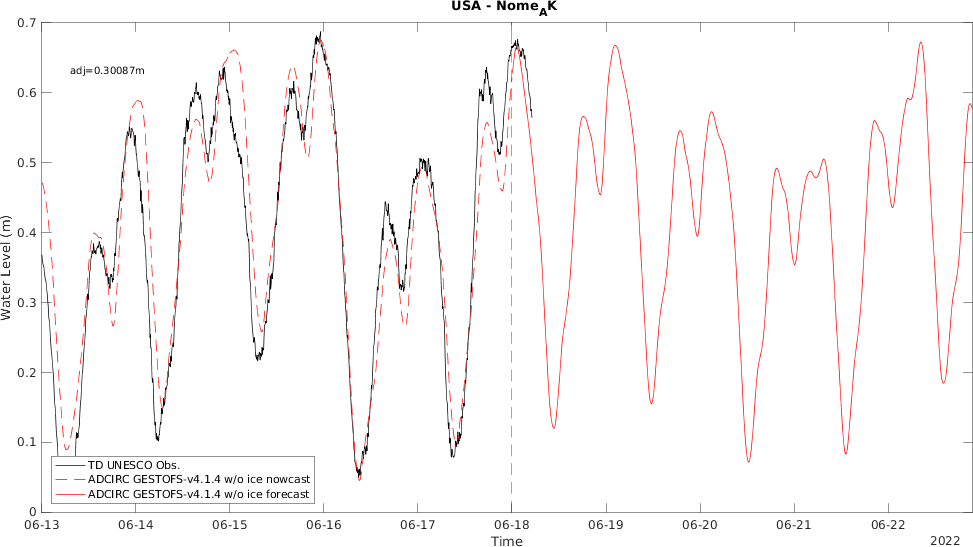 USA - Nome_AK
0.7
adj=0.30087m
0.6
0.5
0.4
Water Level (m)
0.3
0.2
0.1
TD UNESCO Obs.
ADCIRC GESTOFS-v4.1.4 w/o ice nowcast
ADCIRC GESTOFS-v4.1.4 w/o ice forecast
0
06-13 06-14 06-15 06-16 06-17 06-18 06-19 06-20 06-21 06-22
Time
2022